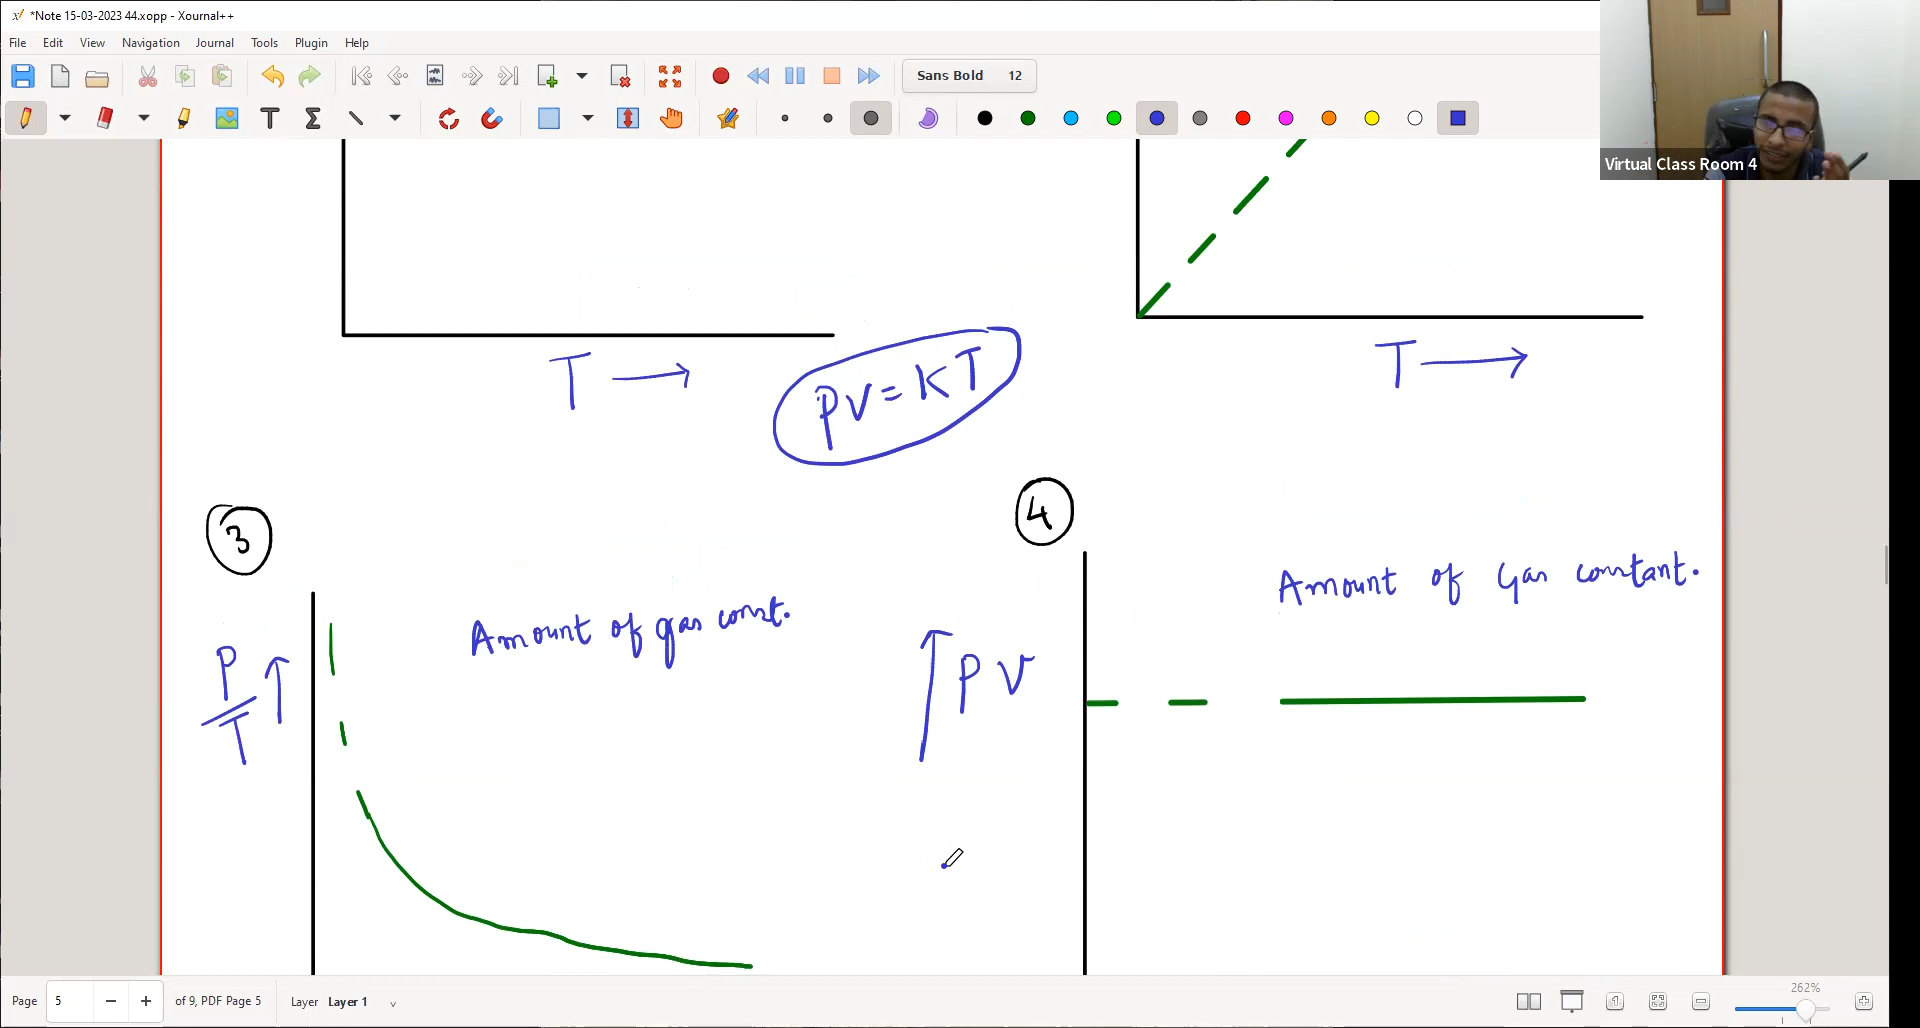 *Note 15-03-2023 44.xopp - Xournal++
File Edit View Navigation Journal Tools Plugin Help
Sans Bold 12
Virtual Class Room 4
T
T
PV = KT
3
4
Amount of gas const.
Amount of Gas constant.
P
T
PV
Page 5 of 9, PDF Page 5 Layer Layer 1
262%